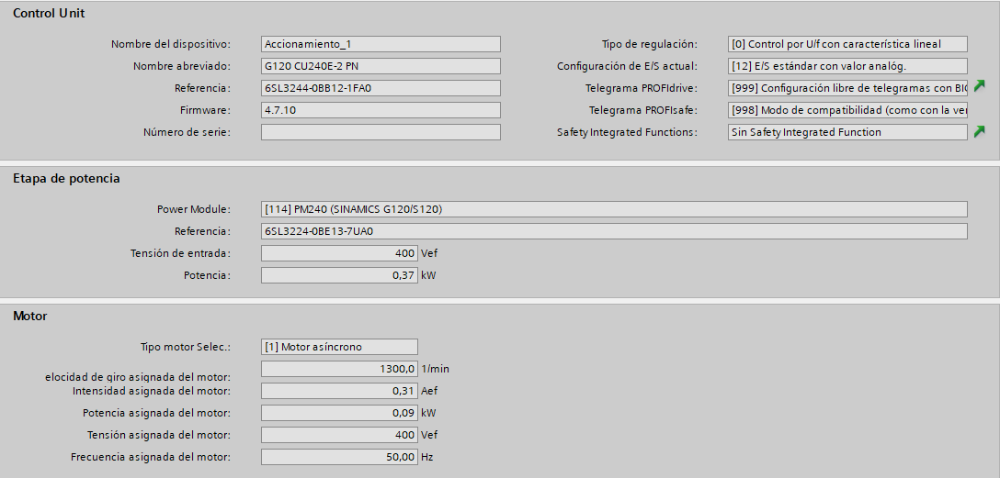 Control Unit
Nombre del dispositivo: Accionamiento_1 Tipo de regulación: [0] Control por U/f con característica lineal
Nombre abreviado: G120 CU240E-2 PN Configuración de E/S actual: [12] E/S estándar con valor analóg.
Referencia: 6SL3244-0BB12-1FA0 Telegrama PROFIdrive: [999] Configuración libre de telegramas con BIC
Firmware: 4.7.10 Telegrama PROFIsafe: [998] Modo de compatibilidad (como con la ver
Número de serie: Safety Integrated Functions: Sin Safety Integrated Function
Etapa de potencia
Power Module: [114] PM240 (SINAMICS G120/S120)
Referencia: 6SL3224-0BE13-7UA0
Tensión de entrada: 400 Vef
Potencia: 0,37 kW
Motor
Tipo motor Selec.: [1] Motor asíncrono
elocidad de giro asignada del motor: 1300,0 1/min
Intensidad asignada del motor: 0,31 Aef
Potencia asignada del motor: 0,09 kW
Tensión asignada del motor: 400 Vef
Frecuencia asignada del motor: 50,00 Hz